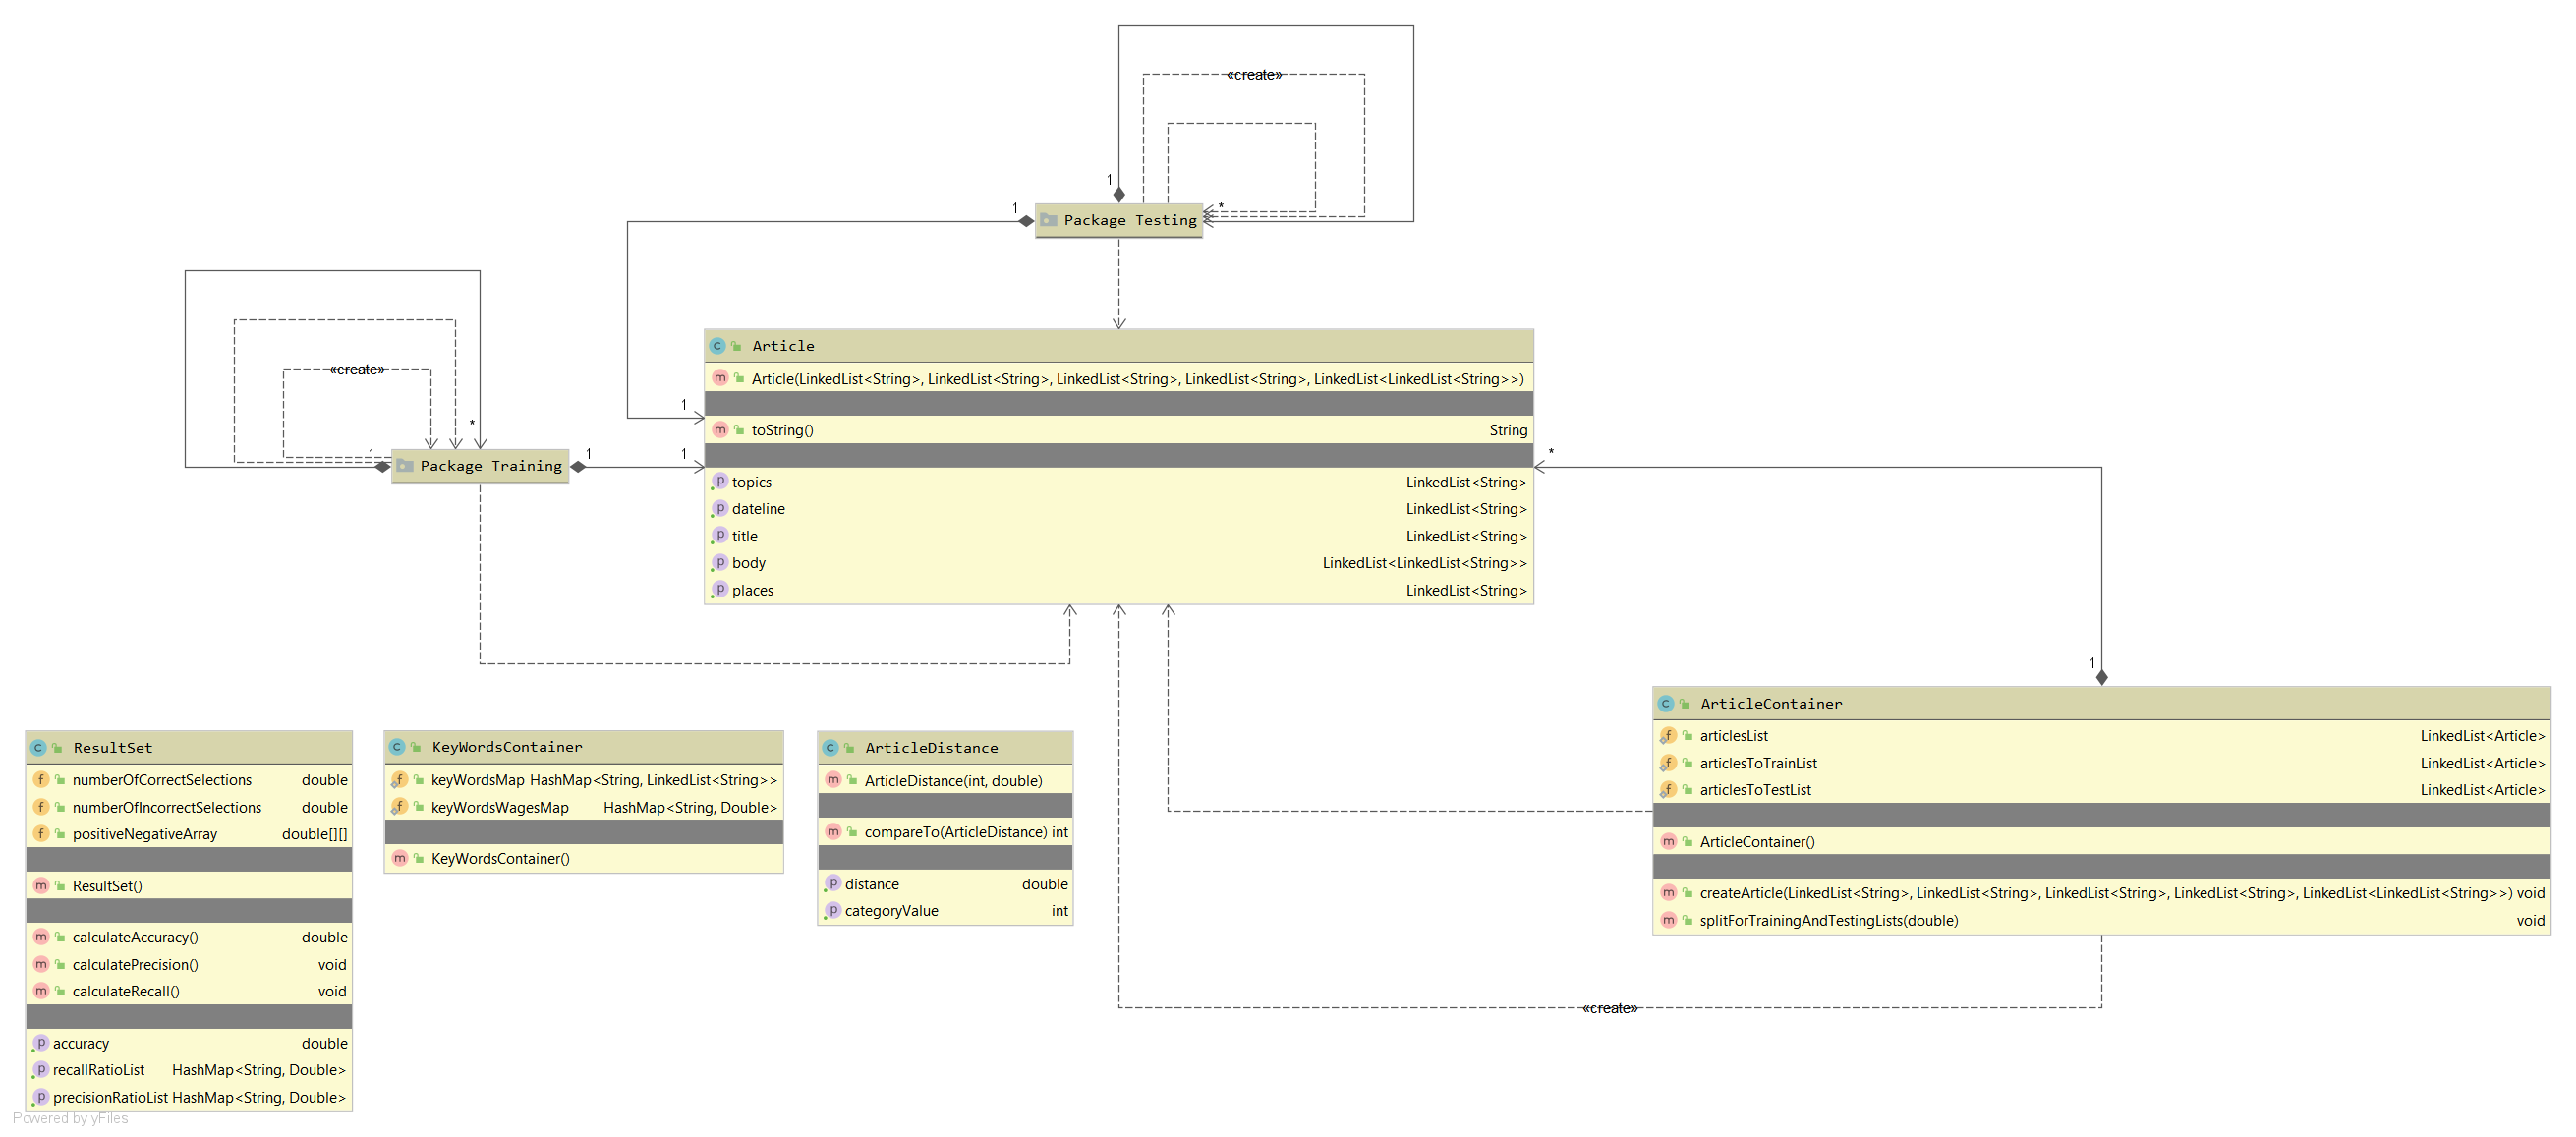 «create»
1
*
1
Package Testing
«create»
*
1
Package Training
1
1
1
Article
Article(LinkedList<String>, LinkedList<String>, LinkedList<String>, LinkedList<String>, LinkedList<LinkedList<String>>)
toString() String
topics LinkedList<String>
dateline LinkedList<String>
title LinkedList<String>
body LinkedList<LinkedList<String>>
places LinkedList<String>
*
1
ResultSet
numberOfCorrectSelections double
numberOfIncorrectSelections double
positiveNegativeArray double[][]
ResultSet()
calculateAccuracy() double
calculatePrecision() void
calculateRecall() void
accuracy double
recallRatioList HashMap<String, Double>
precisionRatioList HashMap<String, Double>
KeyWordsContainer
keyWordsMap HashMap<String, LinkedList<String>>
keyWordsWagesMap HashMap<String, Double>
KeyWordsContainer()
ArticleDistance
ArticleDistance(int, double)
compareTo(ArticleDistance) int
distance double
categoryValue int
ArticleContainer
articlesList LinkedList<Article>
articlesToTrainList LinkedList<Article>
articlesToTestList LinkedList<Article>
ArticleContainer()
createArticle(LinkedList<String>, LinkedList<String>, LinkedList<String>, LinkedList<String>, LinkedList<LinkedList<String>>) void
splitForTrainingAndTestingLists(double) void
«create»
Powered by yFiles